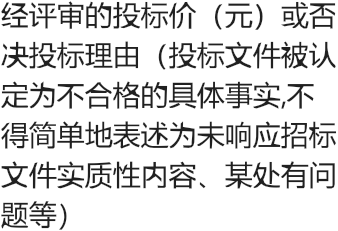 经评审的投标价（元）或否
决投标理由（投标文件被认
定为不合格的具体事实,不
得简单地表述为未响应招标
文件实质性内容、某处有问
题等）